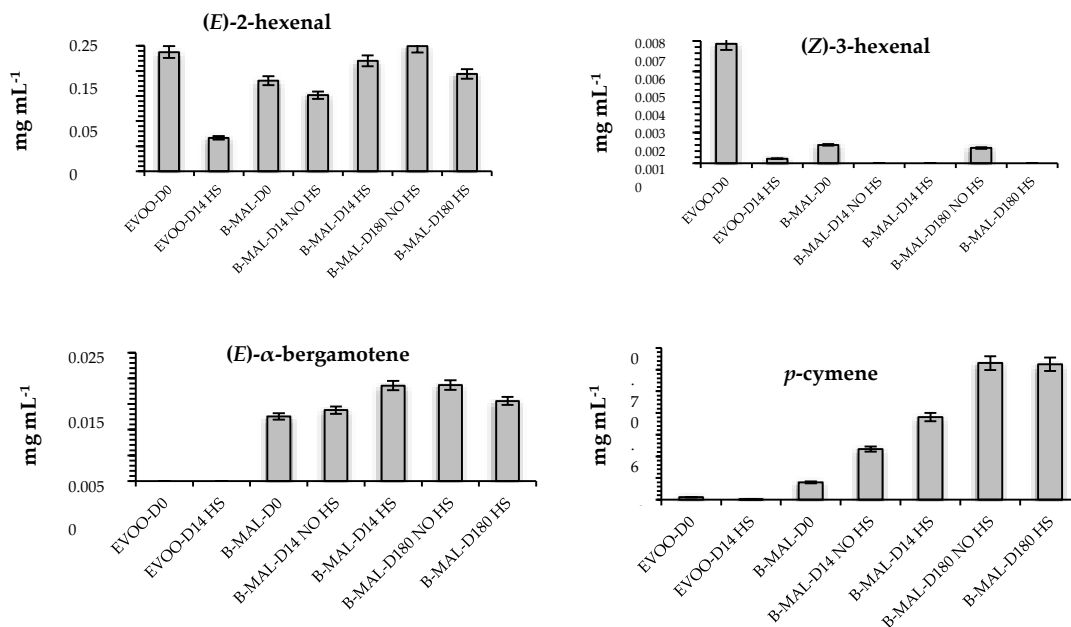 (E)-2-hexenal
mg mL-1
0.25
0.15
0.05
0
EVOO-D0
EVOO-D14 HS
B-MAL-D0
B-MAL-D14 NO HS
B-MAL-D14 HS
B-MAL-D180 NO HS
B-MAL-D180 HS
(Z)-3-hexenal
mg mL-1
0.008
0.007
0.006
0.005
0.004
0.003
0.002
0.001
0
EVOO-D0
EVOO-D14 HS
B-MAL-D0
B-MAL-D14 NO HS
B-MAL-D14 HS
B-MAL-D180 NO HS
B-MAL-D180 HS
(E)-α-bergamotene
mg mL-1
0.025
0.015
0.005
0
EVOO-D0
EVOO-D14 HS
B-MAL-D0
B-MAL-D14 NO HS
B-MAL-D14 HS
B-MAL-D180 NO HS
B-MAL-D180 HS
p-cymene
mg mL-1
0
.
7
0
.
6
.
EVOO-D0
EVOO-D14 HS
B-MAL-D0
B-MAL-D14 NO HS
B-MAL-D14 HS
B-MAL-D180 NO HS
B-MAL-D180 HS